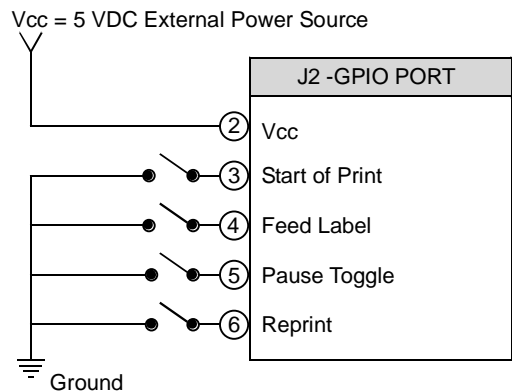 Vcc = 5 VDC External Power Source
J2 -GPIO PORT
2 Vcc
3 Start of Print
4 Feed Label
5 Pause Toggle
6 Reprint
Ground